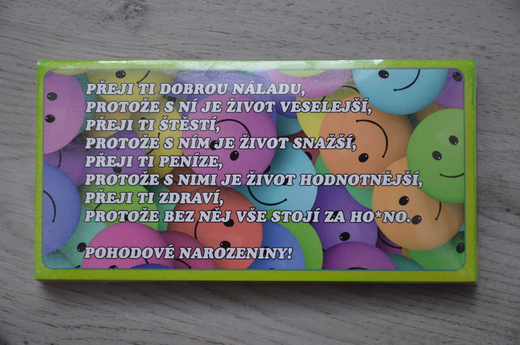 PŘEJI TI DOBROU NÁLADU,
PROTOŽE S NÍ JE ŽIVOT VESELEJŠÍ,
PŘEJI TI ŠTĚSTÍ,
PROTOŽE S NÍM JE ŽIVOT SNAŽŠÍ,
PŘEJI TI PENÍZE,
PROTOŽE S NIMI JE ŽIVOT HODNOTNĚJŠÍ,
PŘEJI TI ZDRAVÍ,
PROTOŽE BEZ NĚJ VŠE STOJÍ ZA HO*NO.
POHODOVÉ NAROZENINY!